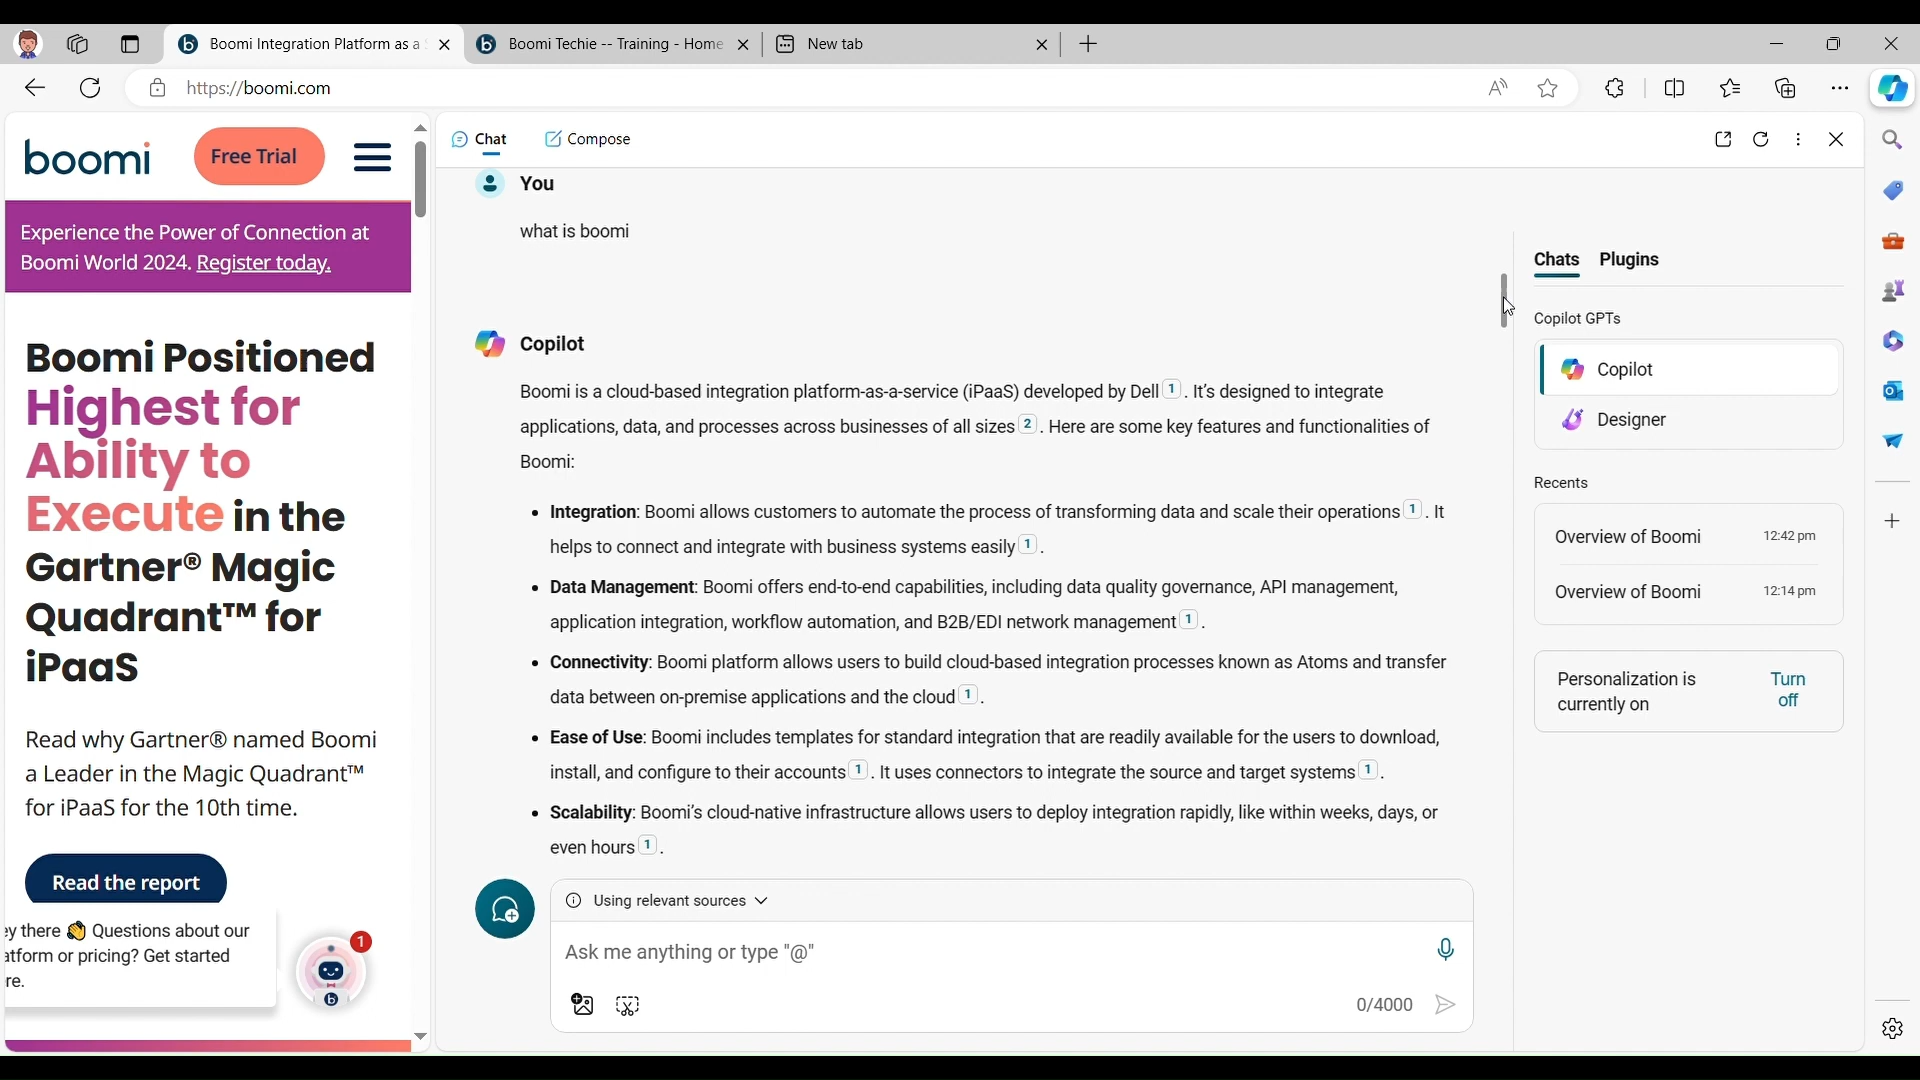 Boomi Integration Platform as a
Boomi Techie -- Training - Home
New tab
https://boomi.com
boomi
Free Trial
Experience the Power of Connection at
Boomi World 2024. Register today.
Boomi Positioned
Highest for
Ability to
Execute in the
Gartner® Magic
Quadrant™ for
iPaaS
Read why Gartner® named Boomi
a Leader in the Magic Quadrant™
for iPaaS for the 10th time.
Read the report
ey there 👋 Questions about our
atform or pricing? Get started
re.
1
Chat
Compose
You
what is boomi
Copilot
Boomi is a cloud-based integration platform-as-a-service (iPaaS) developed by Dell 1 . It's designed to integrate
applications, data, and processes across businesses of all sizes 2 . Here are some key features and functionalities of
Boomi:
• Integration: Boomi allows customers to automate the process of transforming data and scale their operations 1 . It
helps to connect and integrate with business systems easily 1 .
• Data Management: Boomi offers end-to-end capabilities, including data quality governance, API management,
application integration, workflow automation, and B2B/EDI network management 1 .
• Connectivity: Boomi platform allows users to build cloud-based integration processes known as Atoms and transfer
data between on-premise applications and the cloud 1 .
• Ease of Use: Boomi includes templates for standard integration that are readily available for the users to download,
install, and configure to their accounts 1 . It uses connectors to integrate the source and target systems 1 .
• Scalability: Boomi's cloud-native infrastructure allows users to deploy integration rapidly, like within weeks, days, or
even hours 1 .
Using relevant sources
Ask me anything or type "@"
0/4000
Chats Plugins
Copilot GPTs
Copilot
Designer
Recents
Overview of Boomi 12:42 pm
Overview of Boomi 12:14 pm
Personalization is
currently on
Turn
off